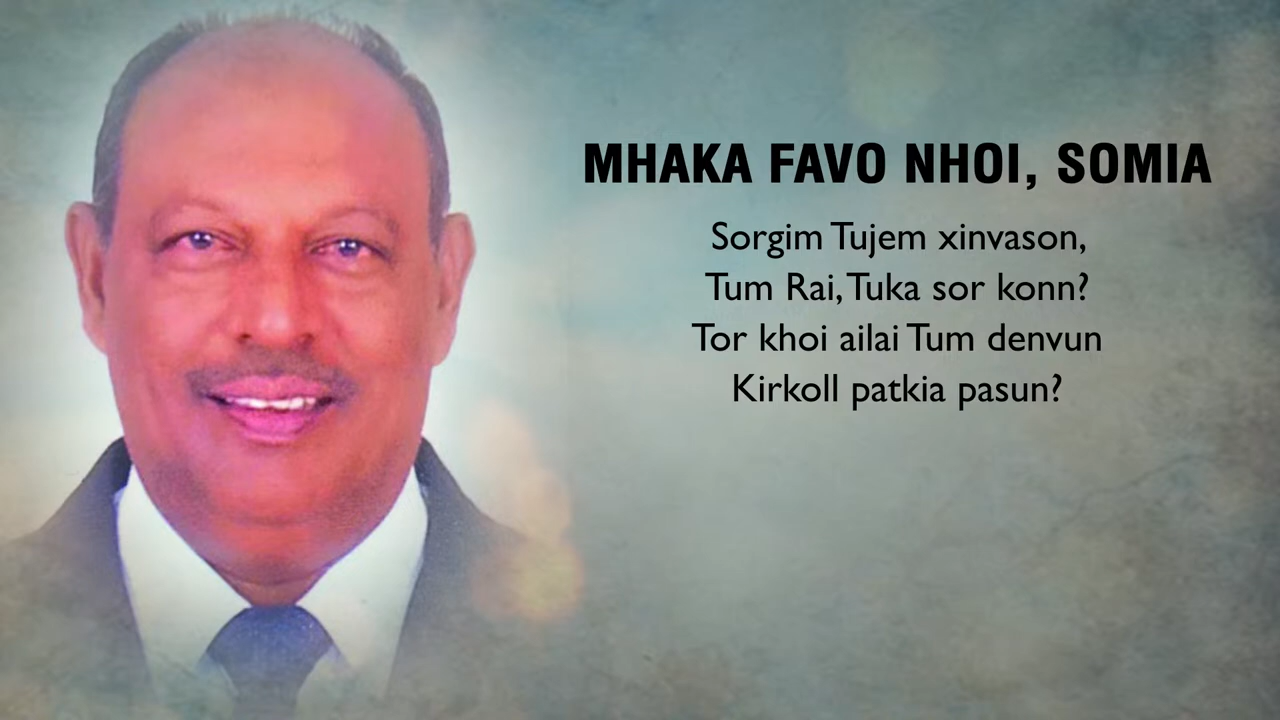 MHAKA FAVO NHOI, SOMIA
Sorgim Tujem xinvason,
Tum Rai, Tuka sor konn?
Tor khoi ailai Tum denvun
Kirkoll patkia pasun?